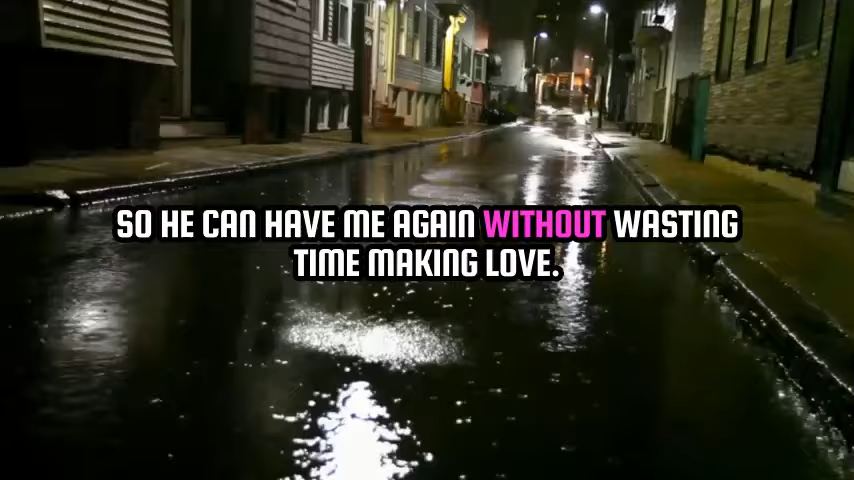 SO HE CAN HAVE ME AGAIN WITHOUT WASTING
TIME MAKING LOVE.